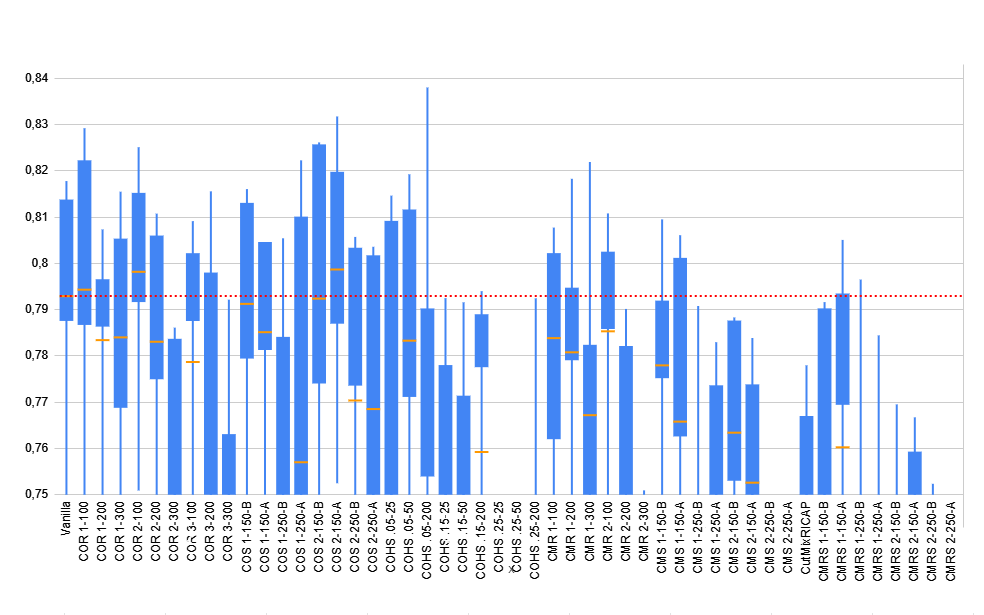 0,84
0,83
0,82
0,81
0,8
0,79
0,78
0,77
0,76
0,75
Vanilla
COR 1-100
COR 1-200
COR 1-300
COR 2-100
COR 2-200
COR 2-300
COR 3-100
COR 3-200
COR 3-300
COS 1-150-B
COS 1-150-A
COS 1-250-B
COS 1-250-A
COS 2-150-B
COS 2-150-A
COS 2-250-B
COS 2-250-A
COHS .05-25
COHS .05-50
COHS .05-200
COHS .15-25
COHS .15-50
COHS .15-200
COHS .25-25
COHS .25-50
COHS .25-200
CMR 1-100
CMR 1-200
CMR 1-300
CMR 2-100
CMR 2-200
CMR 2-300
CMS 1-150-B
CMS 1-150-A
CMS 1-250-B
CMS 1-250-A
CMS 2-150-B
CMS 2-150-A
CMS 2-250-B
CMS 2-250-A
CutMixRICAP
CMRS 1-150-B
CMRS 1-150-A
CMRS 1-250-B
CMRS 1-250-A
CMRS 2-150-B
CMRS 2-150-A
CMRS 2-250-B
CMRS 2-250-A